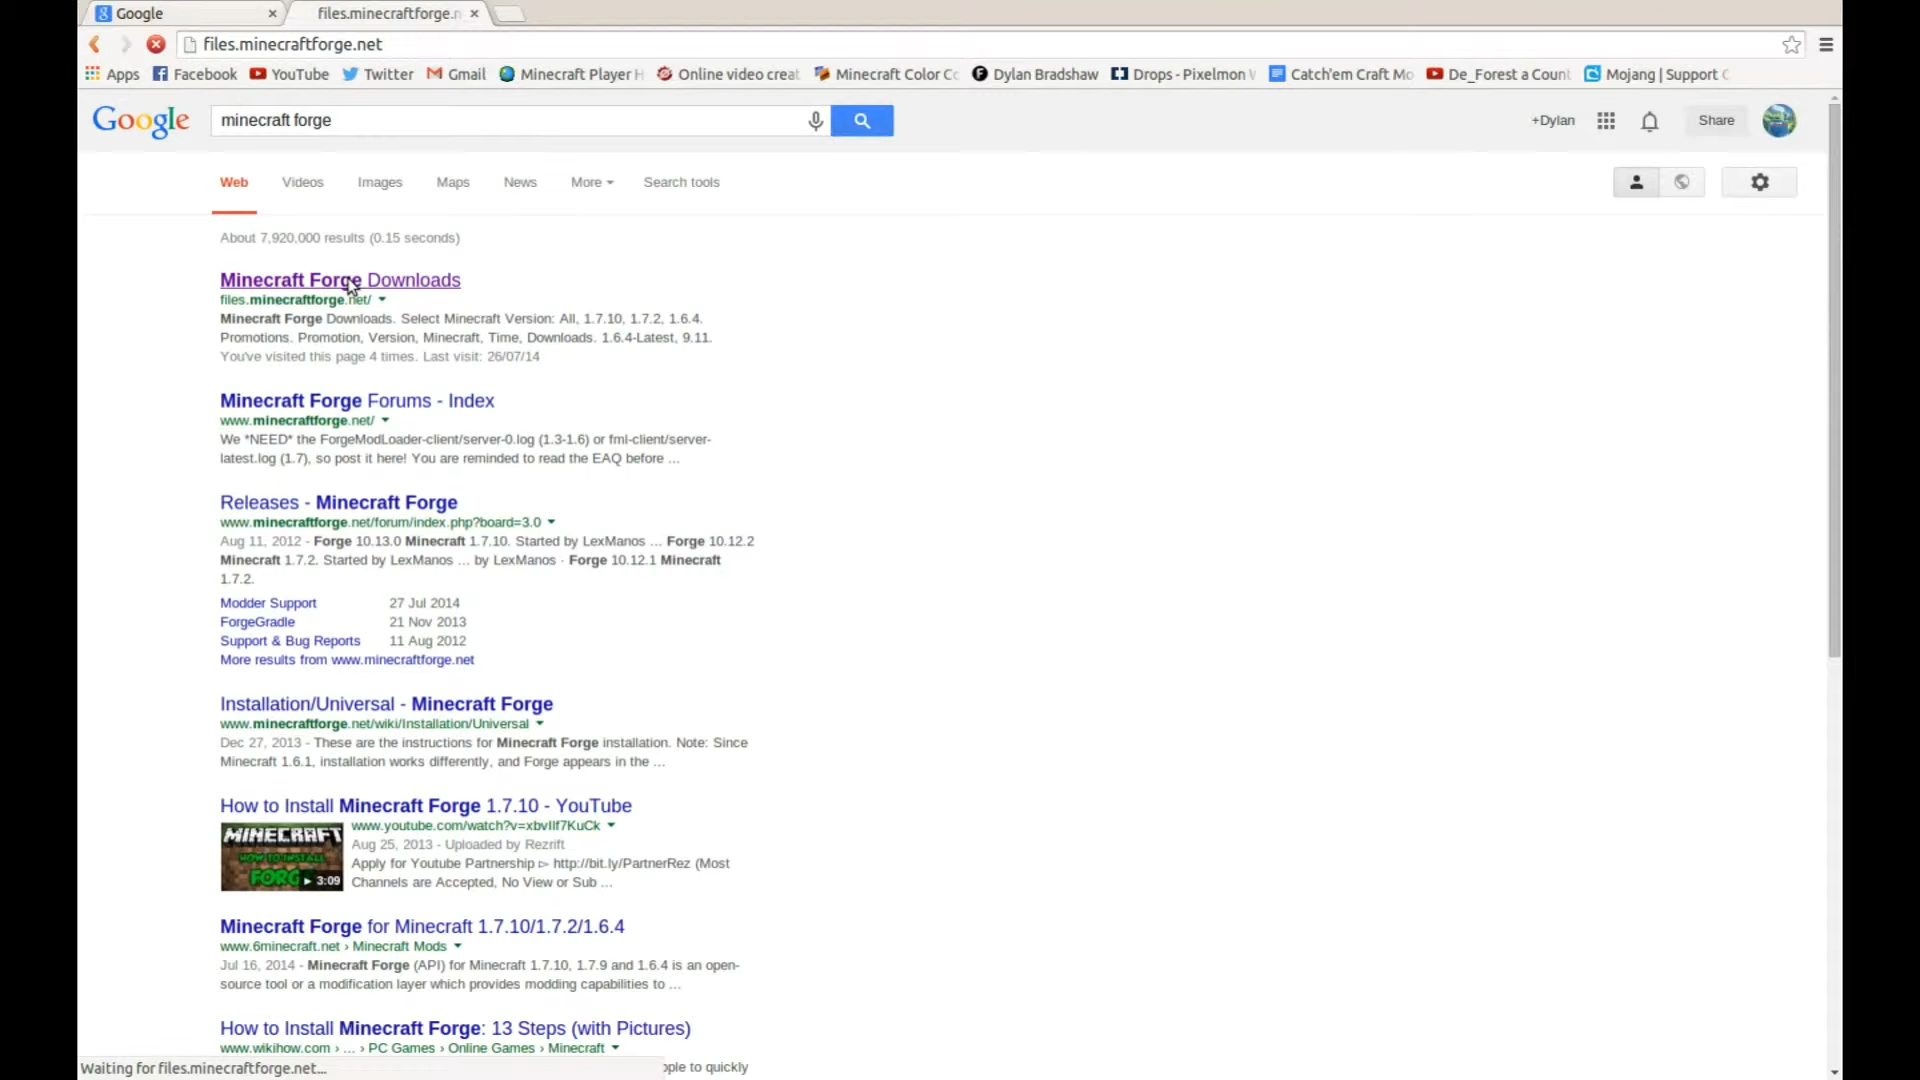 Google
files.minecraftforge.n
files.minecraftforge.net
Apps Facebook YouTube Twitter Gmail Minecraft Player H Online video creat Minecraft Color Co Dylan Bradshaw Drops - Pixelmon W Catch'em Craft Mo De_Forest a Count Mojang | Support C
Google minecraft forge +Dylan Share
Web Videos Images Maps News More Search tools
About 7,920,000 results (0.15 seconds)
Minecraft Forge Downloads
files.minecraftforge.net/
Minecraft Forge Downloads. Select Minecraft Version: All, 1.7.10, 1.7.2, 1.6.4.
Promotions. Promotion, Version, Minecraft, Time, Downloads. 1.6.4-Latest, 9.11.
You've visited this page 4 times. Last visit: 26/07/14
Minecraft Forge Forums - Index
www.minecraftforge.net/
We *NEED* the ForgeModLoader-client/server-0.log (1.3-1.6) or fml-client/server-
latest.log (1.7), so post it here! You are reminded to read the EAQ before ...
Releases - Minecraft Forge
www.minecraftforge.net/forum/index.php?board=3.0
Aug 11, 2012 - Forge 10.13.0 Minecraft 1.7.10. Started by LexManos ... Forge 10.12.2
Minecraft 1.7.2. Started by LexManos ... by LexManos · Forge 10.12.1 Minecraft
1.7.2.
Modder Support 27 Jul 2014
ForgeGradle 21 Nov 2013
Support & Bug Reports 11 Aug 2012
More results from www.minecraftforge.net
Installation/Universal - Minecraft Forge
www.minecraftforge.net/wiki/Installation/Universal
Dec 27, 2013 - These are the instructions for Minecraft Forge installation. Note: Since
Minecraft 1.6.1, installation works differently, and Forge appears in the ...
How to Install Minecraft Forge 1.7.10 - YouTube
MINECRAFT
HOW TO INSTALL
FORG
3:09
www.youtube.com/watch?v=xbvIlf7KuCk
Aug 25, 2013 - Uploaded by Rezrift
Apply for Youtube Partnership ▻ http://bit.ly/PartnerRez (Most
Channels are Accepted, No View or Sub ...
Minecraft Forge for Minecraft 1.7.10/1.7.2/1.6.4
www.6minecraft.net › Minecraft Mods
Jul 16, 2014 - Minecraft Forge (API) for Minecraft 1.7.10, 1.7.9 and 1.6.4 is an open-
source tool or a modification layer which provides modding capabilities to ...
How to Install Minecraft Forge: 13 Steps (with Pictures)
www.wikihow.com › ... › PC Games › Online Games › Minecraft
Waiting for files.minecraftforge.net... ople to quickly